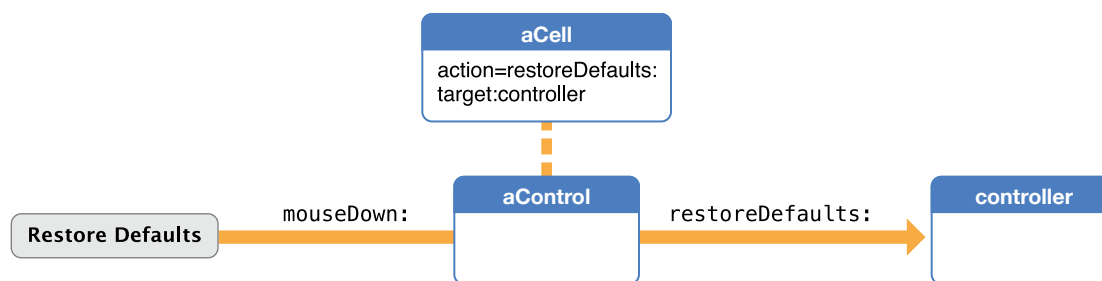 aCell
action=restoreDefaults:
target:controller
Restore Defaults
mouseDown:
aControl
restoreDefaults:
controller